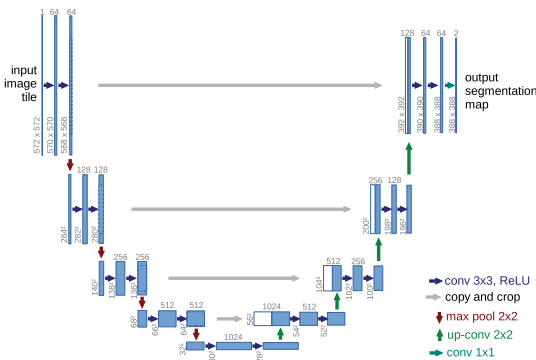 1 64 64
128 64 64 2
input
image
tile
output
segmentation
map
572 x 572
570 x 570
568 x 568
392 x 392
390 x 390
388 x 388
388 x 388
128 128
256 128
284²
282²
280²
200²
198²
196²
256 256
512 256
140²
138²
136²
104²
102²
100²
512 512
1024 512
68²
66²
64²
56²
54²
52²
1024
32²
30²
28²
conv 3x3, ReLU
copy and crop
max pool 2x2
up-conv 2x2
conv 1x1